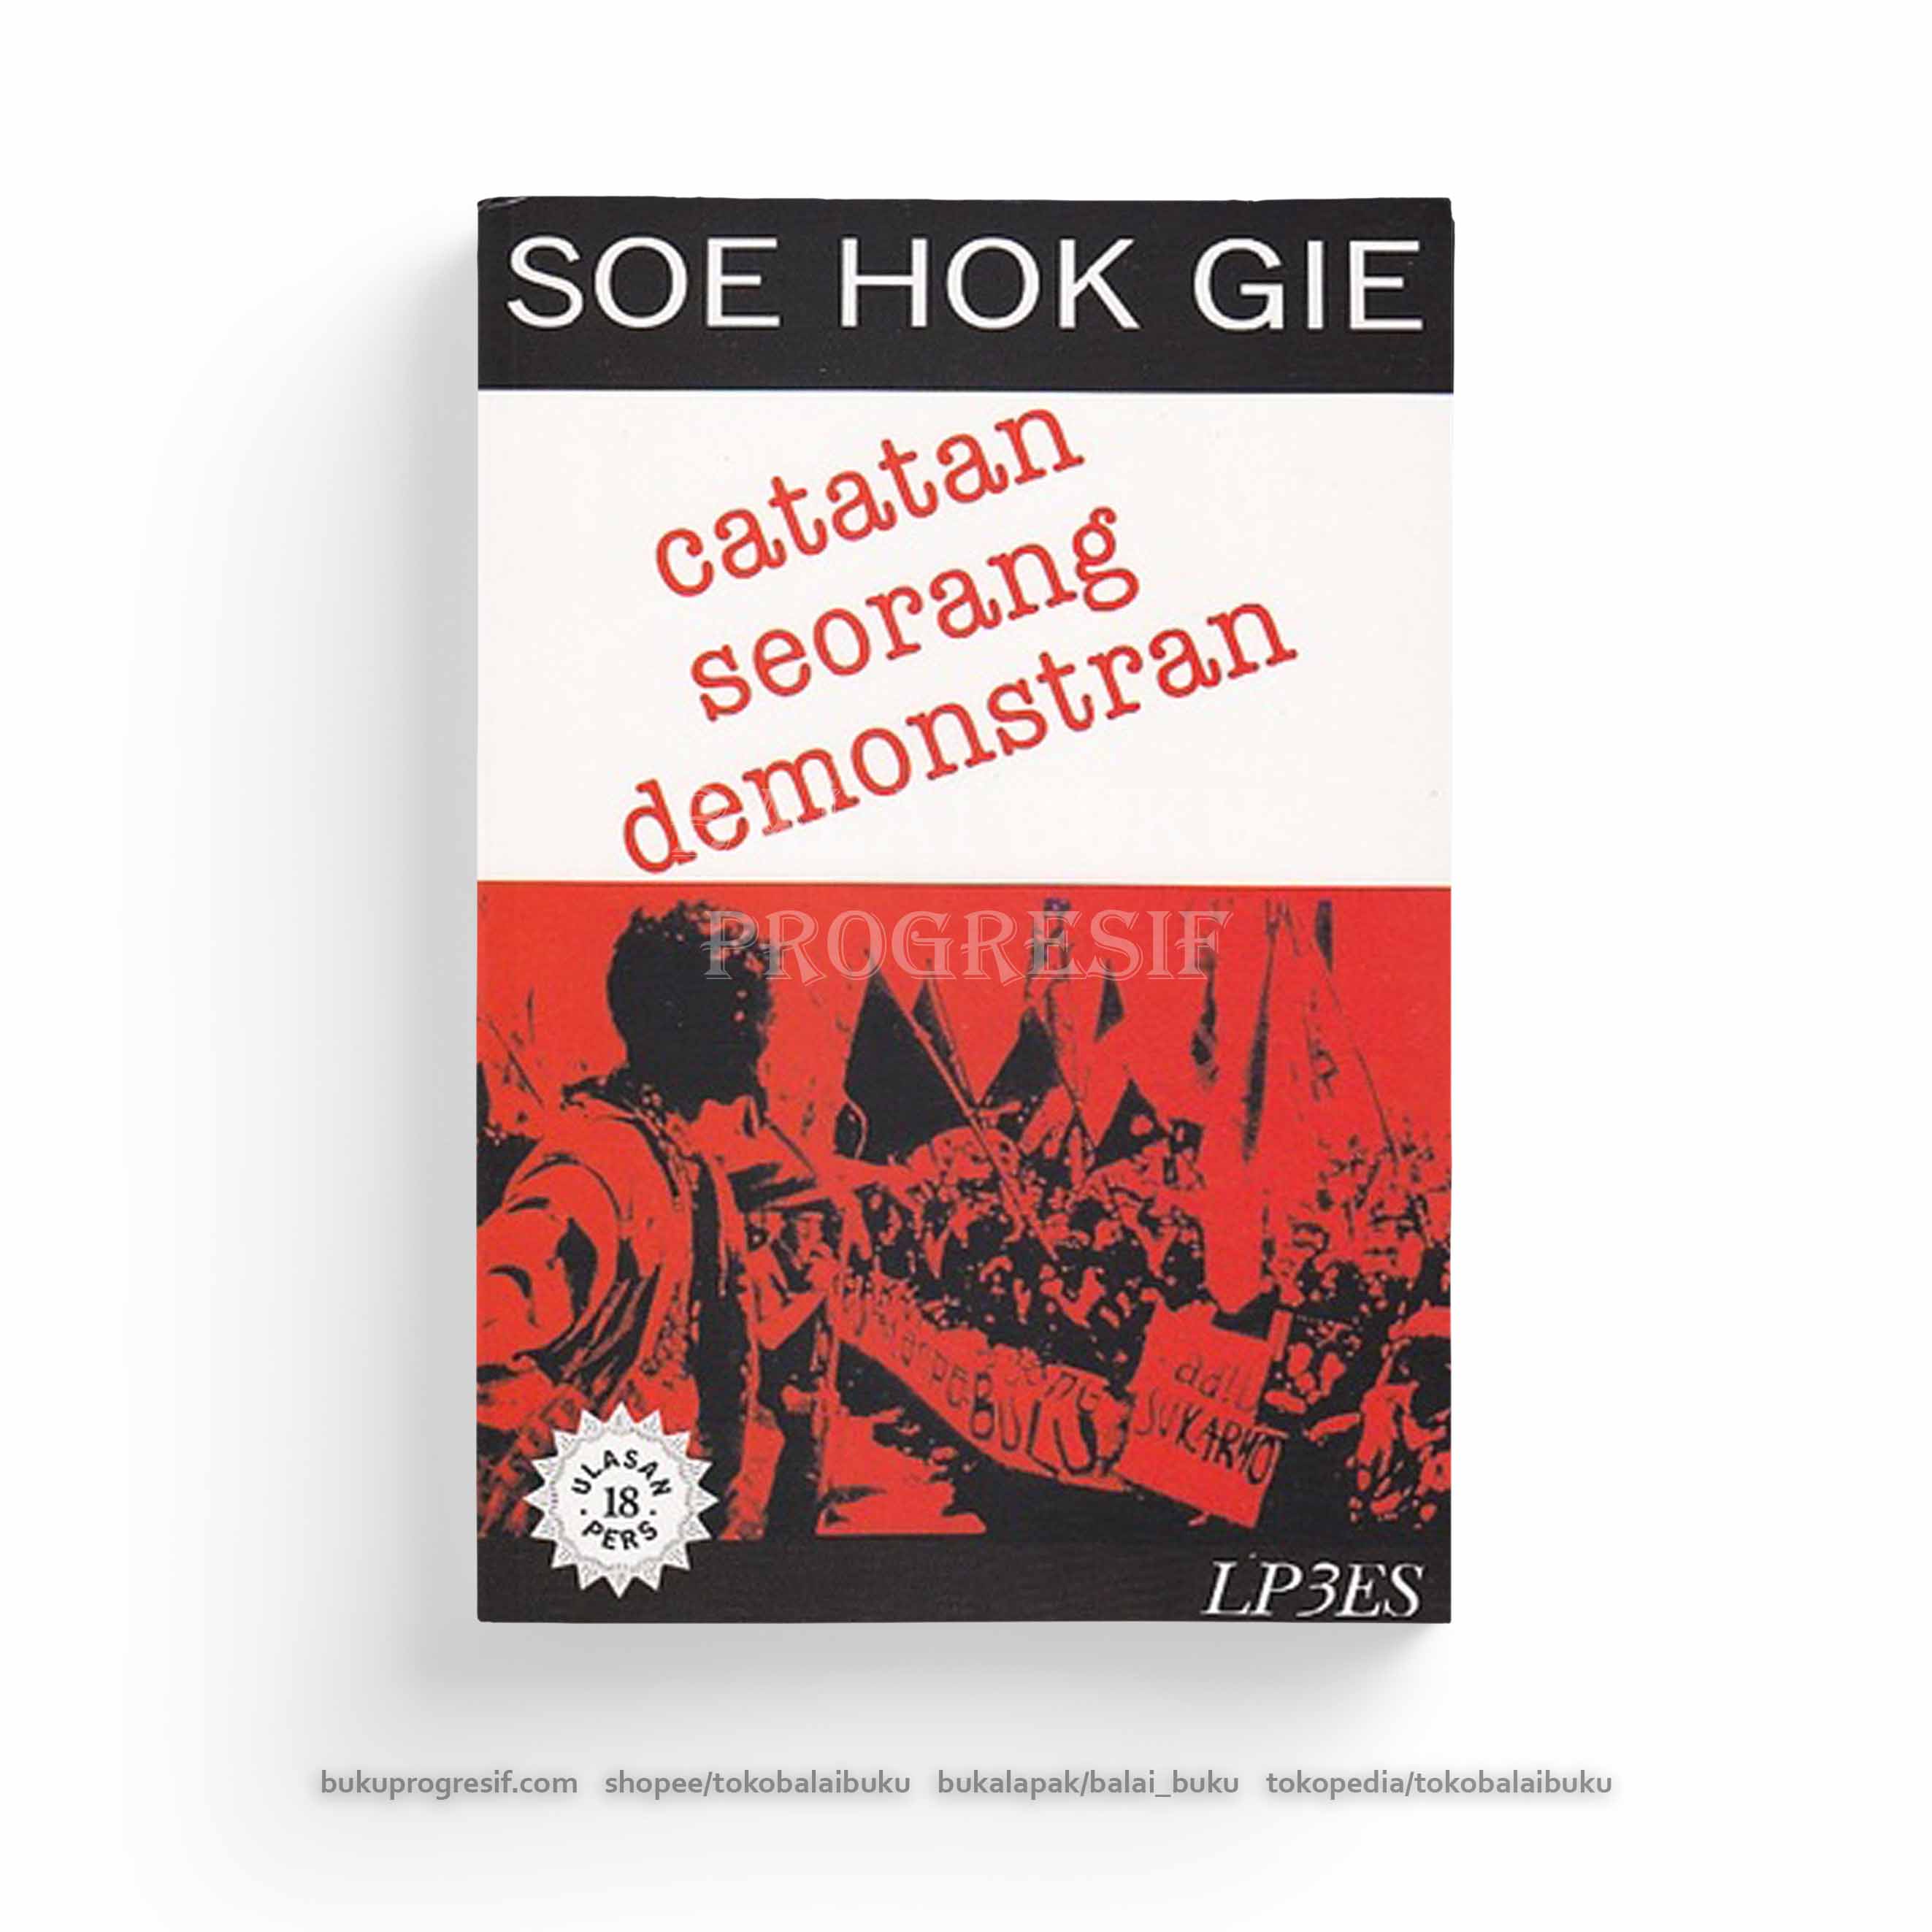 SOE HOK GIE
catatan
seorang
demonstran
PROGRESIF
adili
SUKARNO
ULASAN
18
PERS
LP3ES
bukuprogresif.com shopee/tokobalaibuku bukalapak/balai_buku tokopedia/tokobalaibuku